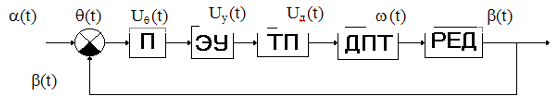 α(t) θ(t) U_θ(t) U_у(t) U_д(t) ω(t) β(t)
П ЭУ ТП ДПТ РЕД
β(t)